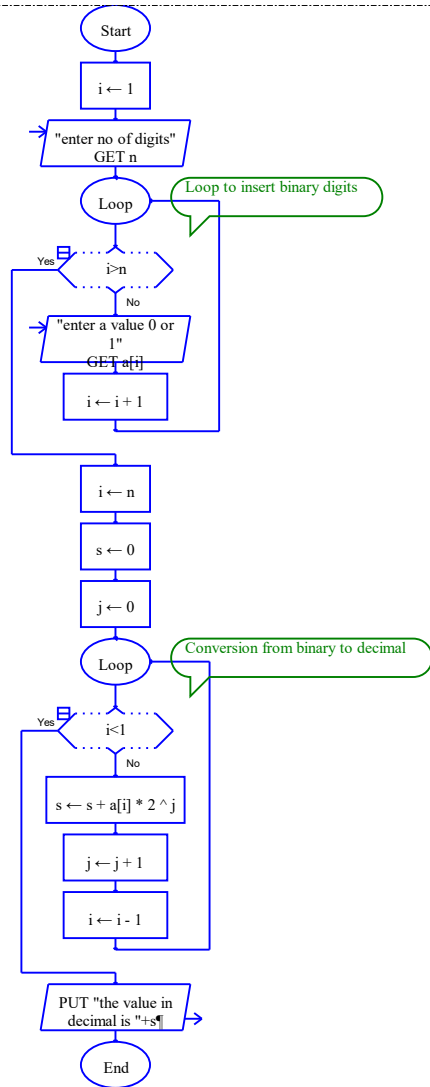 Start
i ← 1
"enter no of digits"
GET n
Loop
Loop to insert binary digits
Yes
i>n
No
"enter a value 0 or
1"
GET a[i]
i ← i + 1
i ← n
s ← 0
j ← 0
Loop
Conversion from binary to decimal
Yes
i<1
No
s ← s + a[i] * 2 ^ j
j ← j + 1
i ← i - 1
PUT "the value in
decimal is "+s¶
End